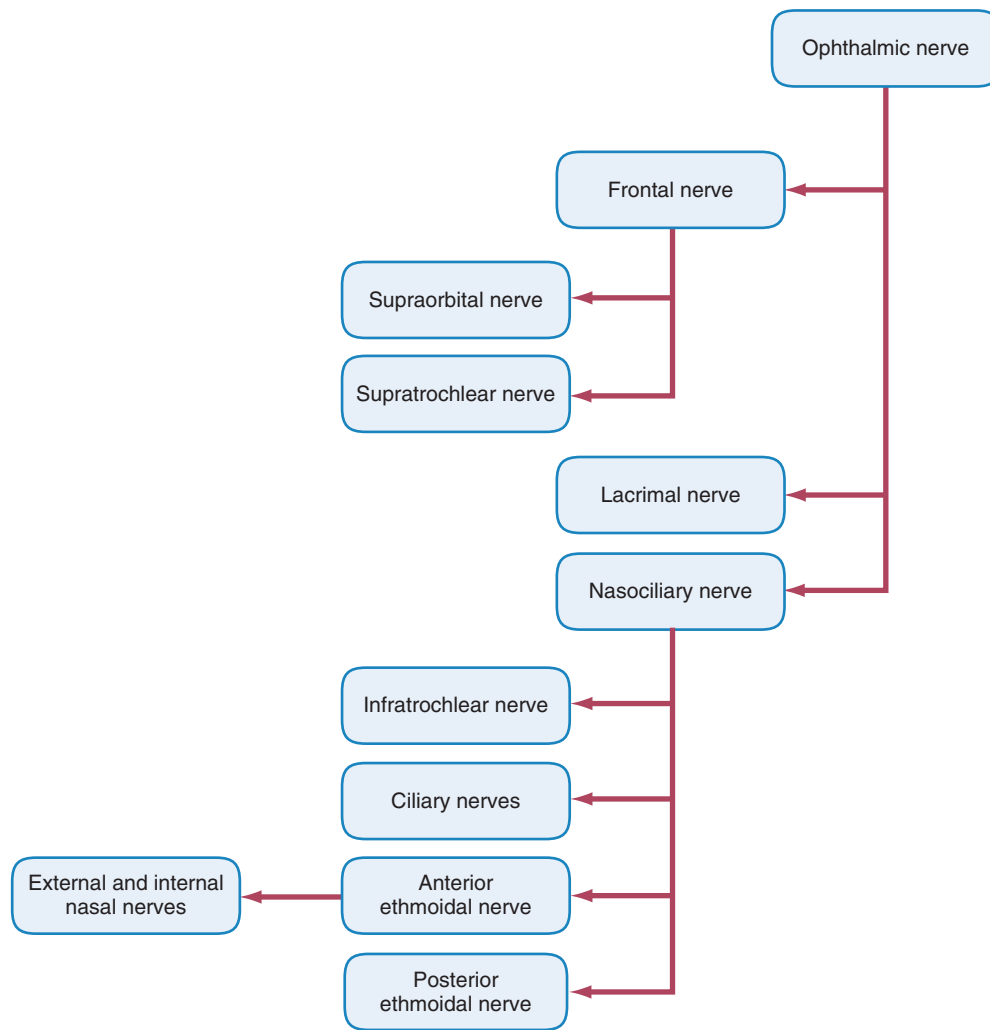 Ophthalmic nerve
Frontal nerve
Supraorbital nerve
Supratrochlear nerve
Lacrimal nerve
Nasociliary nerve
Infratrochlear nerve
Ciliary nerves
External and internal
nasal nerves
Anterior
ethmoidal nerve
Posterior
ethmoidal nerve